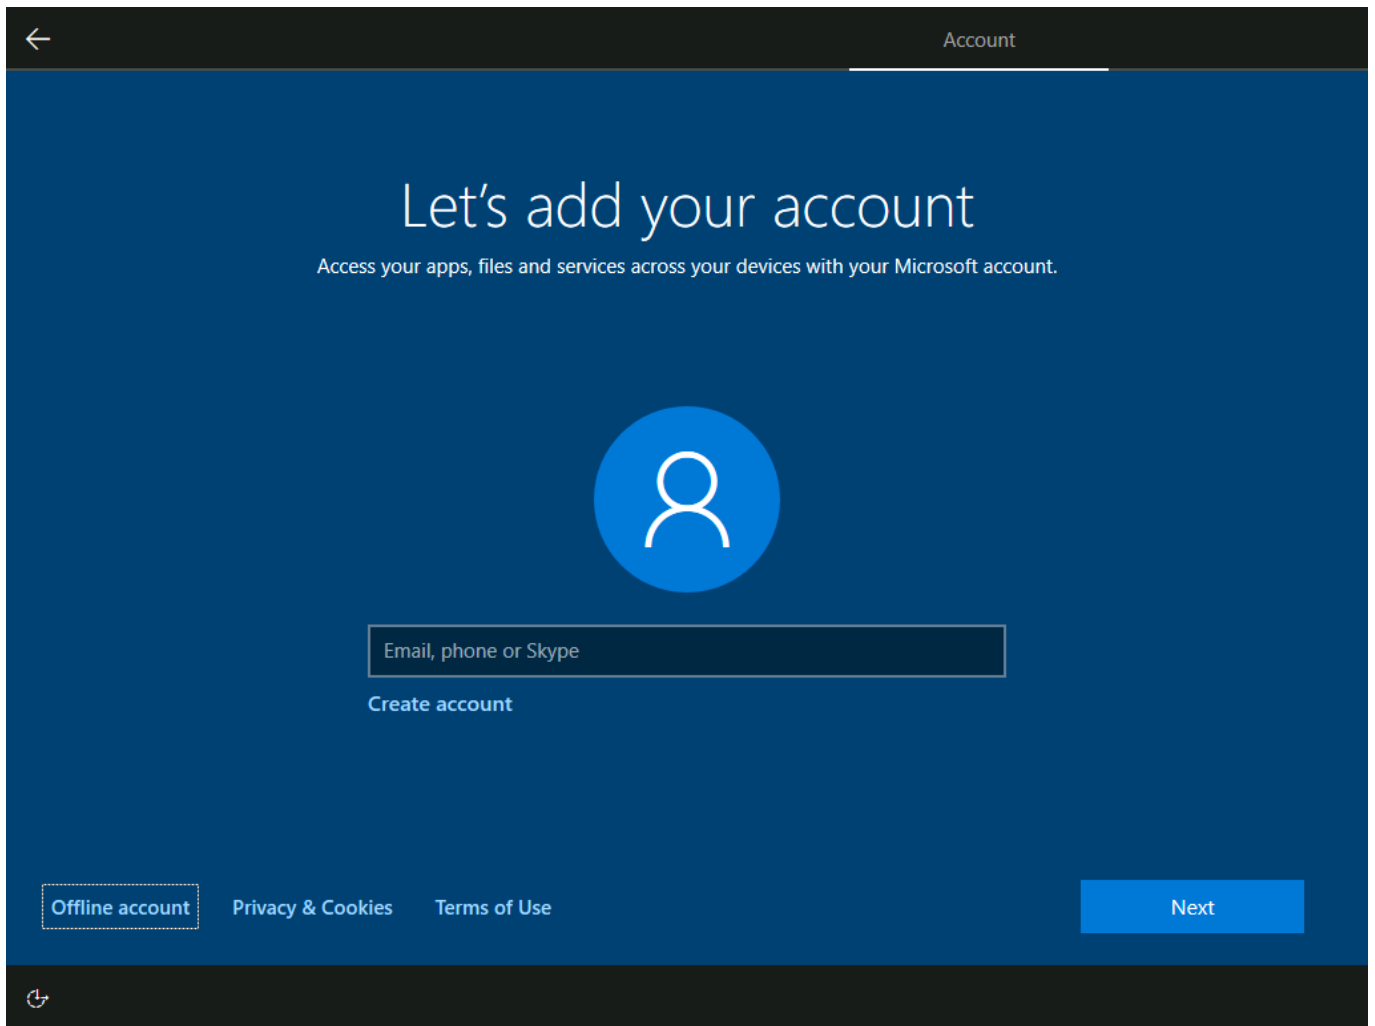 Account
Let's add your account
Access your apps, files and services across your devices with your Microsoft account.
Email, phone or Skype
Create account
Offline account
Privacy & Cookies
Terms of Use
Next